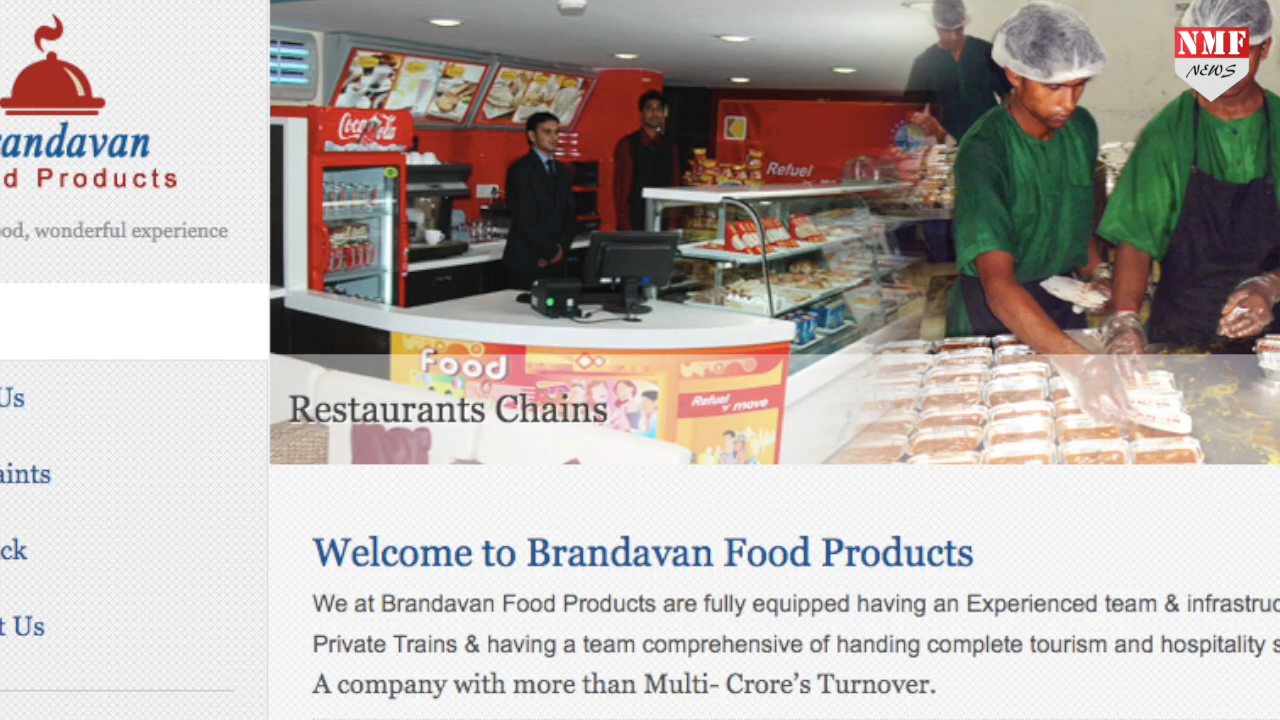 NMF
NEWS
Coca-Cola
Refuel
Food
Refuel move
Restaurants Chains
andavan
d Products
od, wonderful experience
Us
aints
ck
t Us
Welcome to Brandavan Food Products
We at Brandavan Food Products are fully equipped having an Experienced team & infrastruc
Private Trains & having a team comprehensive of handing complete tourism and hospitality s
A company with more than Multi- Crore's Turnover.